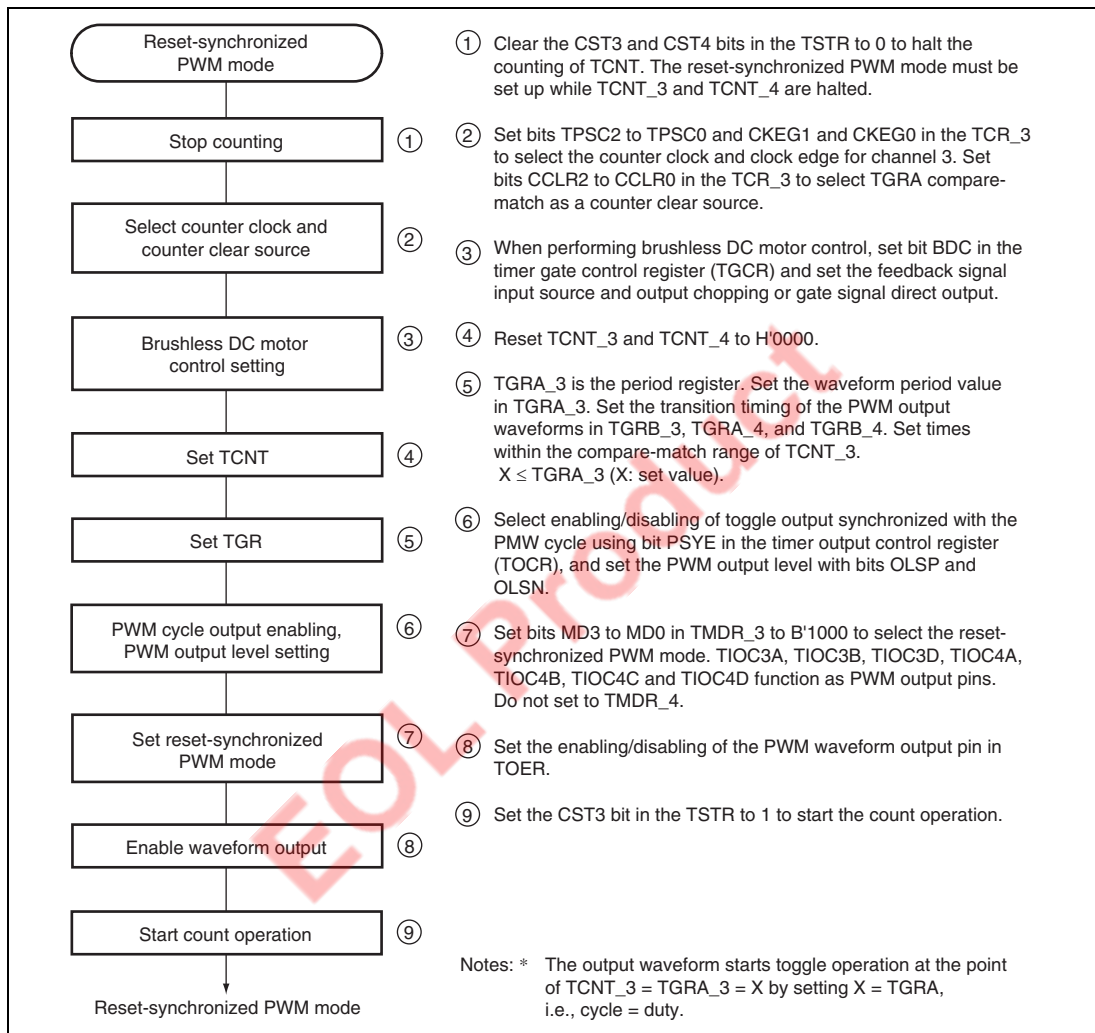 Reset-synchronized
PWM mode
Stop counting
①
Select counter clock and
counter clear source
②
Brushless DC motor
control setting
③
Set TCNT
④
Set TGR
⑤
PWM cycle output enabling,
PWM output level setting
⑥
Set reset-synchronized
PWM mode
⑦
Enable waveform output
⑧
Start count operation
⑨
Reset-synchronized PWM mode
① Clear the CST3 and CST4 bits in the TSTR to 0 to halt the
counting of TCNT. The reset-synchronized PWM mode must be
set up while TCNT_3 and TCNT_4 are halted.
② Set bits TPSC2 to TPSC0 and CKEG1 and CKEG0 in the TCR_3
to select the counter clock and clock edge for channel 3. Set
bits CCLR2 to CCLR0 in the TCR_3 to select TGRA compare-
match as a counter clear source.
③ When performing brushless DC motor control, set bit BDC in the
timer gate control register (TGCR) and set the feedback signal
input source and output chopping or gate signal direct output.
④ Reset TCNT_3 and TCNT_4 to H'0000.
⑤ TGRA_3 is the period register. Set the waveform period value
in TGRA_3. Set the transition timing of the PWM output
waveforms in TGRB_3, TGRA_4, and TGRB_4. Set times
within the compare-match range of TCNT_3.
X ≤ TGRA_3 (X: set value).
⑥ Select enabling/disabling of toggle output synchronized with the
PMW cycle using bit PSYE in the timer output control register
(TOCR), and set the PWM output level with bits OLSP and
OLSN.
⑦ Set bits MD3 to MD0 in TMDR_3 to B'1000 to select the reset-
synchronized PWM mode. TIOC3A, TIOC3B, TIOC3D, TIOC4A,
TIOC4B, TIOC4C and TIOC4D function as PWM output pins.
Do not set to TMDR_4.
⑧ Set the enabling/disabling of the PWM waveform output pin in
TOER.
⑨ Set the CST3 bit in the TSTR to 1 to start the count operation.
Notes: * The output waveform starts toggle operation at the point
of TCNT_3 = TGRA_3 = X by setting X = TGRA,
i.e., cycle = duty.
EOL Product